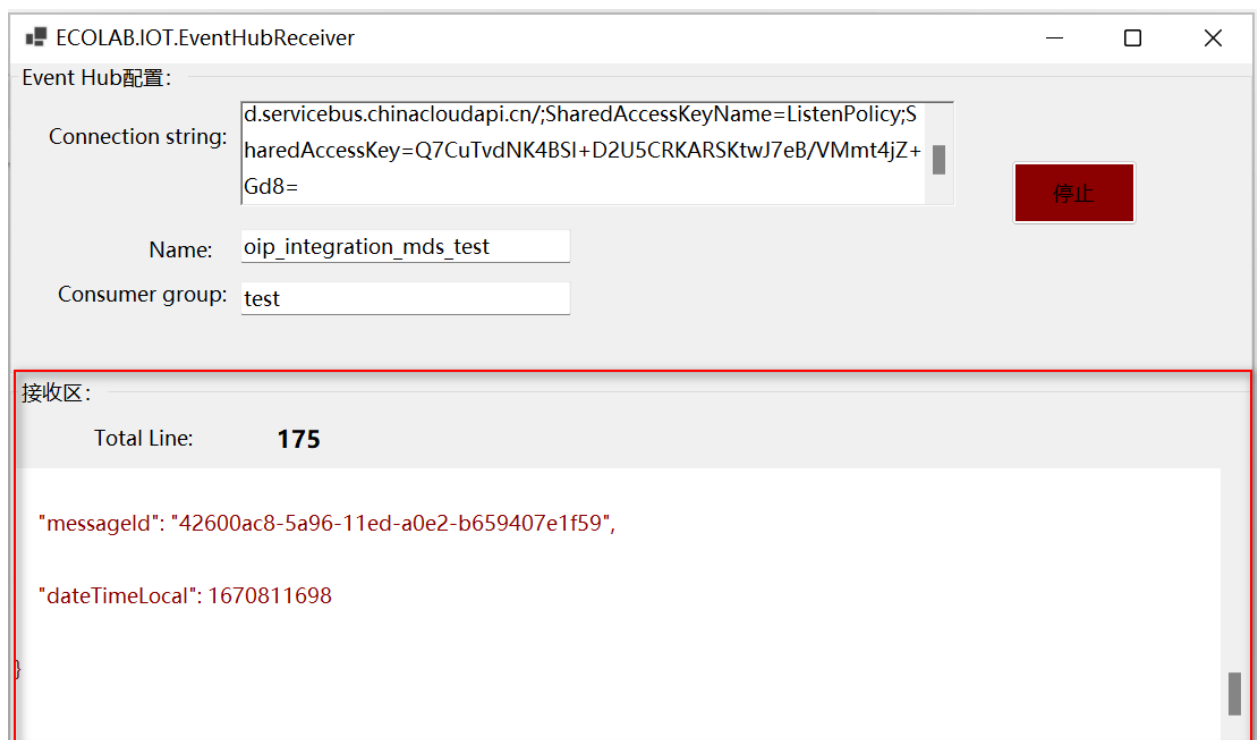 ECOLAB.IOT.EventHubReceiver
Event Hub配置：
Connection string:
d.servicebus.chinacloudapi.cn/;SharedAccessKeyName=ListenPolicy;S
haredAccessKey=Q7CuTvdNK4BSI+D2U5CRKARSKtwJ7eB/VMmt4jZ+
Gd8=
停止
Name: oip_integration_mds_test
Consumer group: test
接收区：
Total Line: 175
"messageId": "42600ac8-5a96-11ed-a0e2-b659407e1f59",
"dateTimeLocal": 1670811698
}